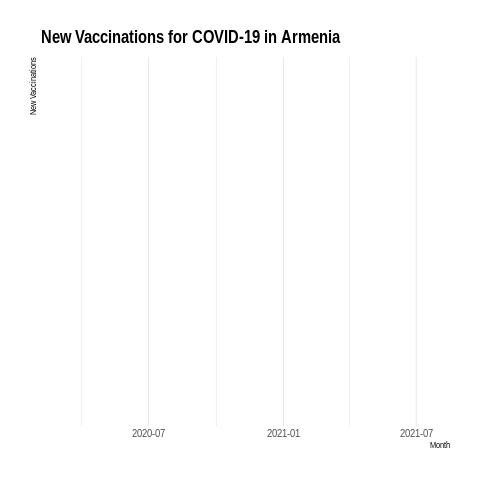 New Vaccinations for COVID-19 in Armenia
New Vaccinations
2020-07
2021-01
2021-07
Month